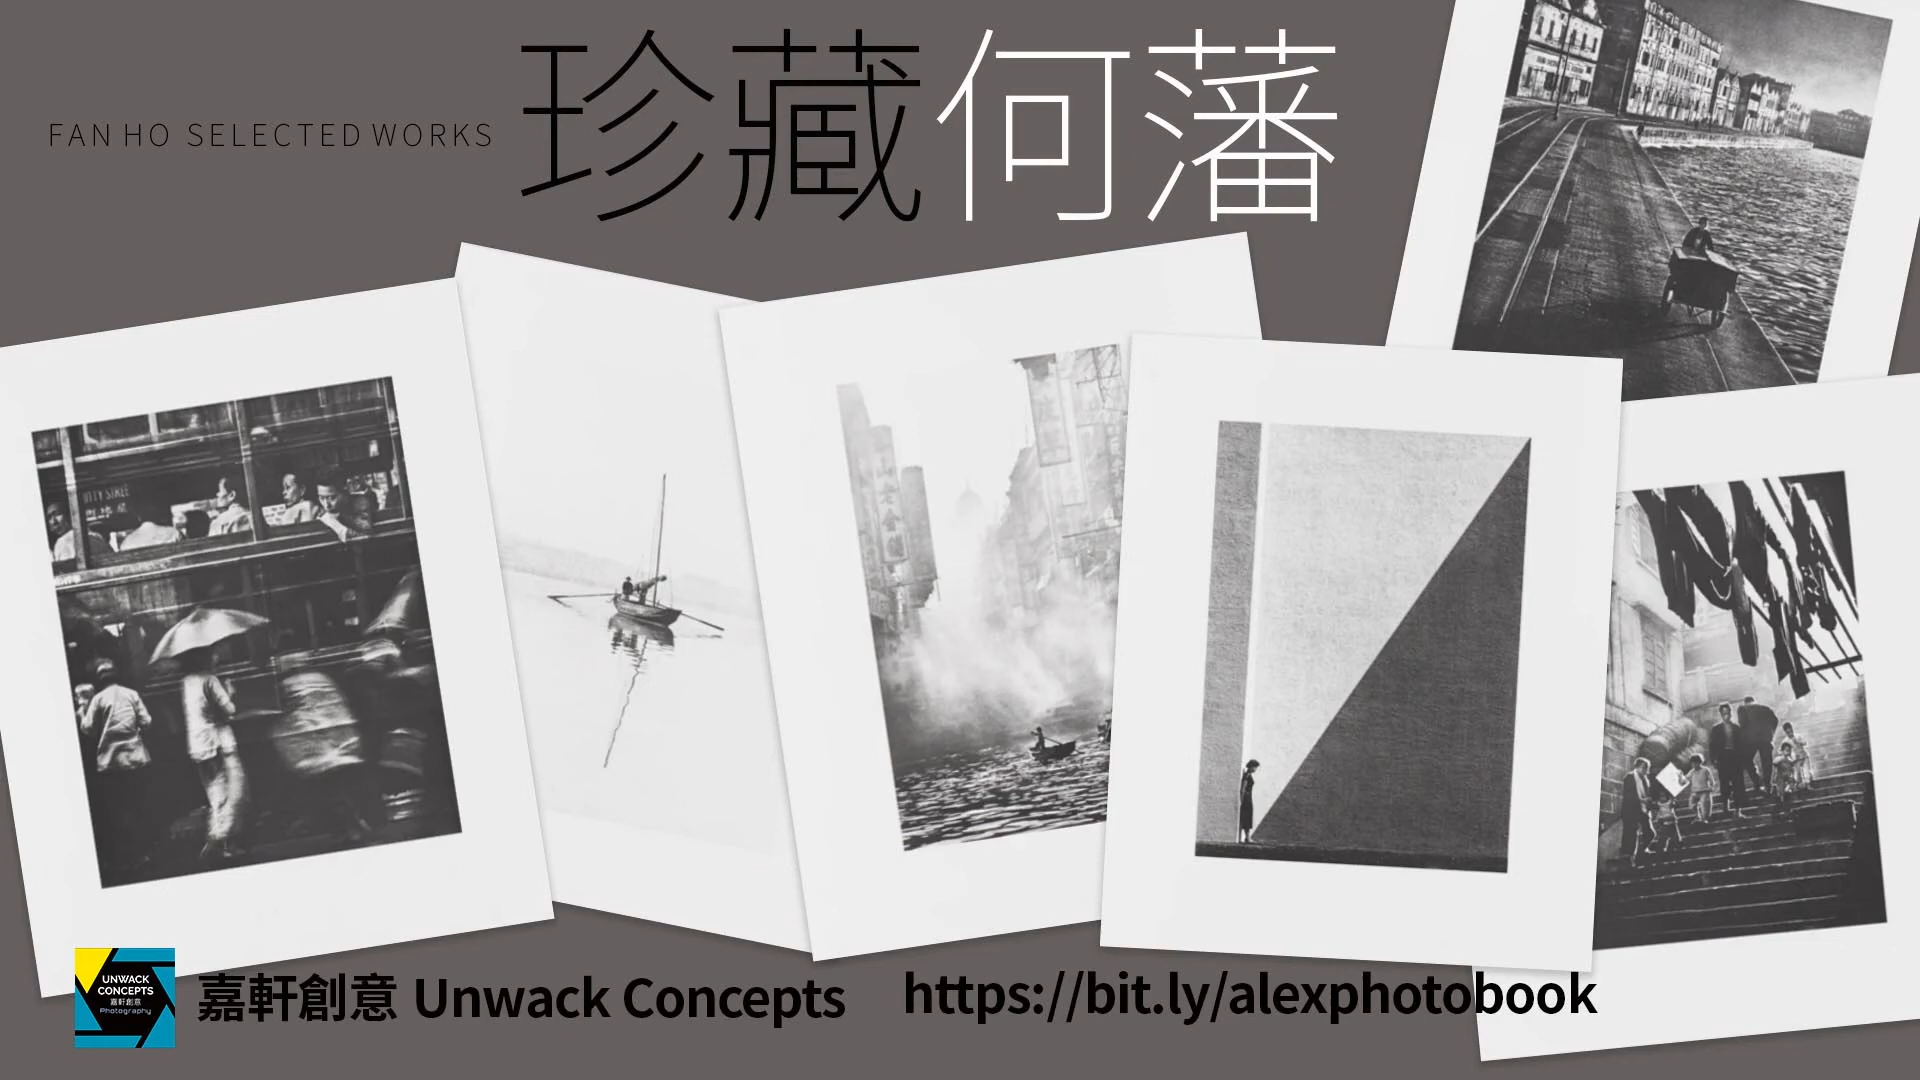 珍藏何藩
FAN HO SELECTED WORKS
UNWACK
CONCEPTS
嘉軒創意
Photography
嘉軒創意 Unwack Concepts
https://bit.ly/alexphotobook